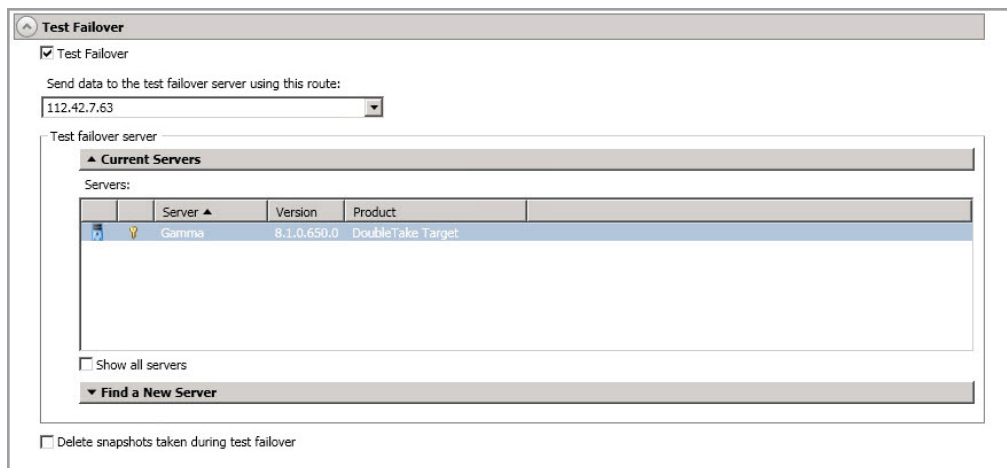 Test Failover
Test Failover
Send data to the test failover server using this route:
112.42.7.63
Test failover server
▲ Current Servers
Servers:
Server ▲ Version Product
Gamma 8.1.0.650.0 DoubleTake Target
Show all servers
▼ Find a New Server
Delete snapshots taken during test failover